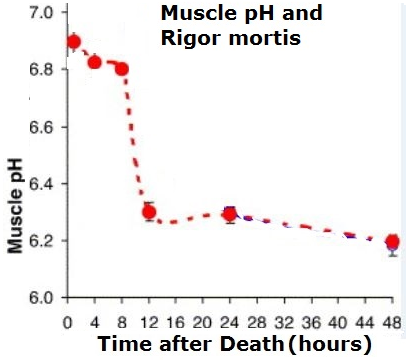 Muscle pH and
Rigor mortis
7.0
6.8
6.6
6.4
6.2
6.0
Muscle pH
0 4 8 12 16 20 24 28 32 36 40 44 48
Time after Death(hours)